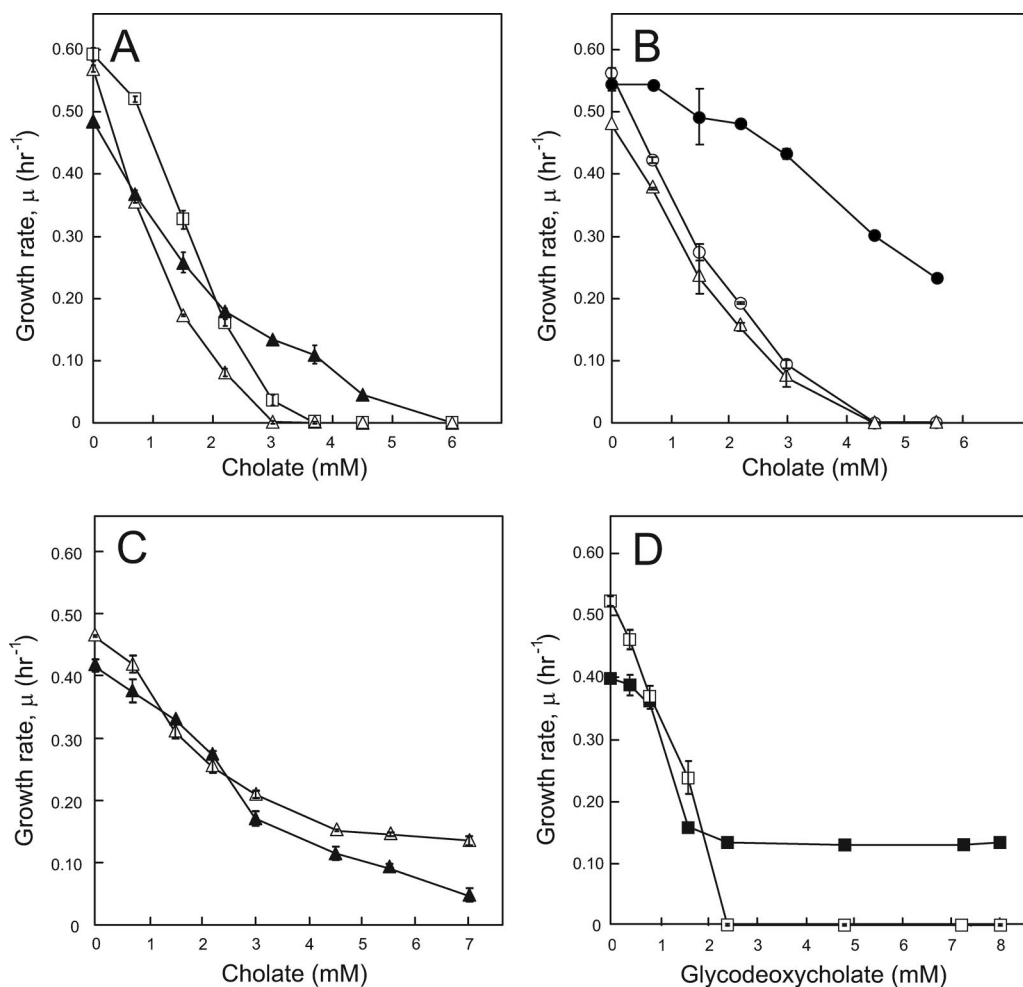 A
0.60
0.50
0.40
0.30
0.20
0.10
0
Growth rate, μ (hr⁻¹)
0 1 2 3 4 5 6
Cholate (mM)
B
0.60
0.50
0.40
0.30
0.20
0.10
0
Growth rate, μ (hr⁻¹)
0 1 2 3 4 5 6
Cholate (mM)
C
0.60
0.50
0.40
0.30
0.20
0.10
0
Growth rate, μ (hr⁻¹)
0 1 2 3 4 5 6 7
Cholate (mM)
D
0.60
0.50
0.40
0.30
0.20
0.10
0
Growth rate, μ (hr⁻¹)
0 1 2 3 4 5 6 7 8
Glycodeoxycholate (mM)